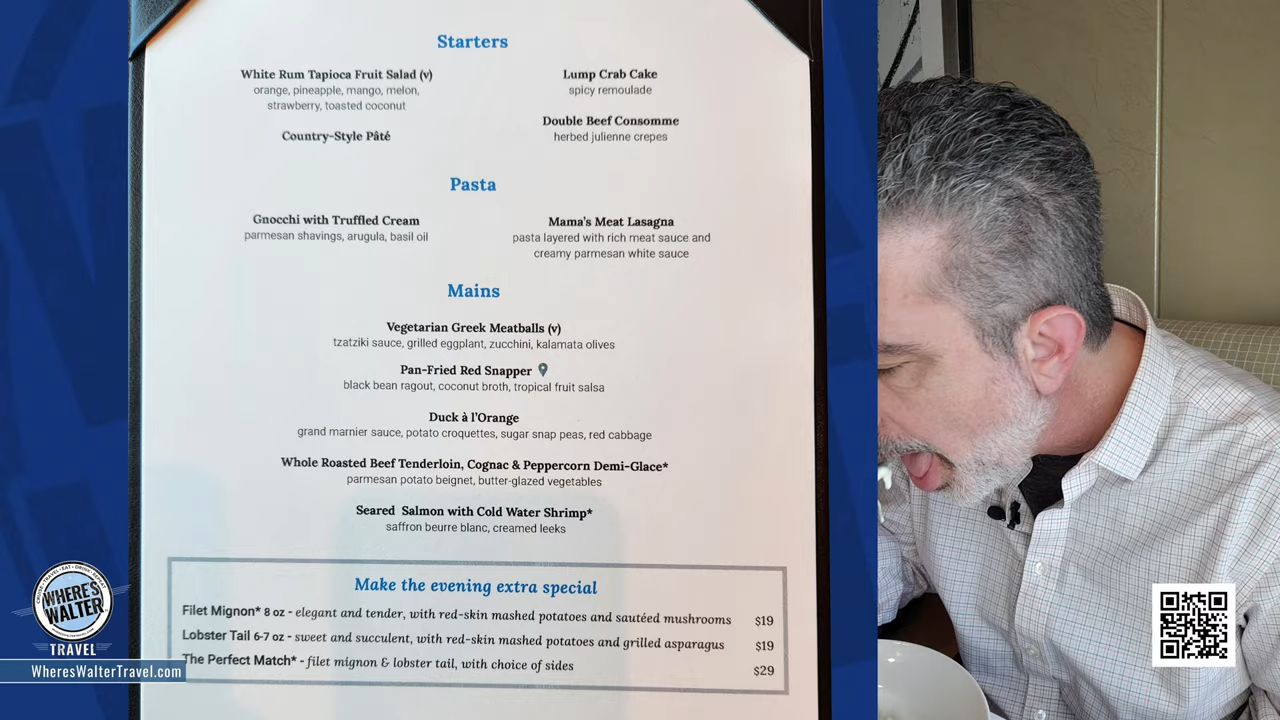 Starters
White Rum Tapioca Fruit Salad (v)
orange, pineapple, mango, melon,
strawberry, toasted coconut
Country-Style Pâté
Lump Crab Cake
spicy remoulade
Double Beef Consomme
herbed julienne crepes
Pasta
Gnocchi with Truffled Cream
parmesan shavings, arugula, basil oil
Mama's Meat Lasagna
pasta layered with rich meat sauce and
creamy parmesan white sauce
Mains
Vegetarian Greek Meatballs (v)
tzatziki sauce, grilled eggplant, zucchini, kalamata olives
Pan-Fried Red Snapper
black bean ragout, coconut broth, tropical fruit salsa
Duck à l'Orange
grand marnier sauce, potato croquettes, sugar snap peas, red cabbage
Whole Roasted Beef Tenderloin, Cognac & Peppercorn Demi-Glace*
parmesan potato beignet, butter-glazed vegetables
Seared Salmon with Cold Water Shrimp*
saffron beurre blanc, creamed leeks
Make the evening extra special
Filet Mignon* 8 oz - elegant and tender, with red-skin mashed potatoes and sautéed mushrooms $19
Lobster Tail 6-7 oz - sweet and succulent, with red-skin mashed potatoes and grilled asparagus $19
The Perfect Match* - filet mignon & lobster tail, with choice of sides $29
WHERE'S
WALTER
TRAVEL
WheresWalterTravel.com